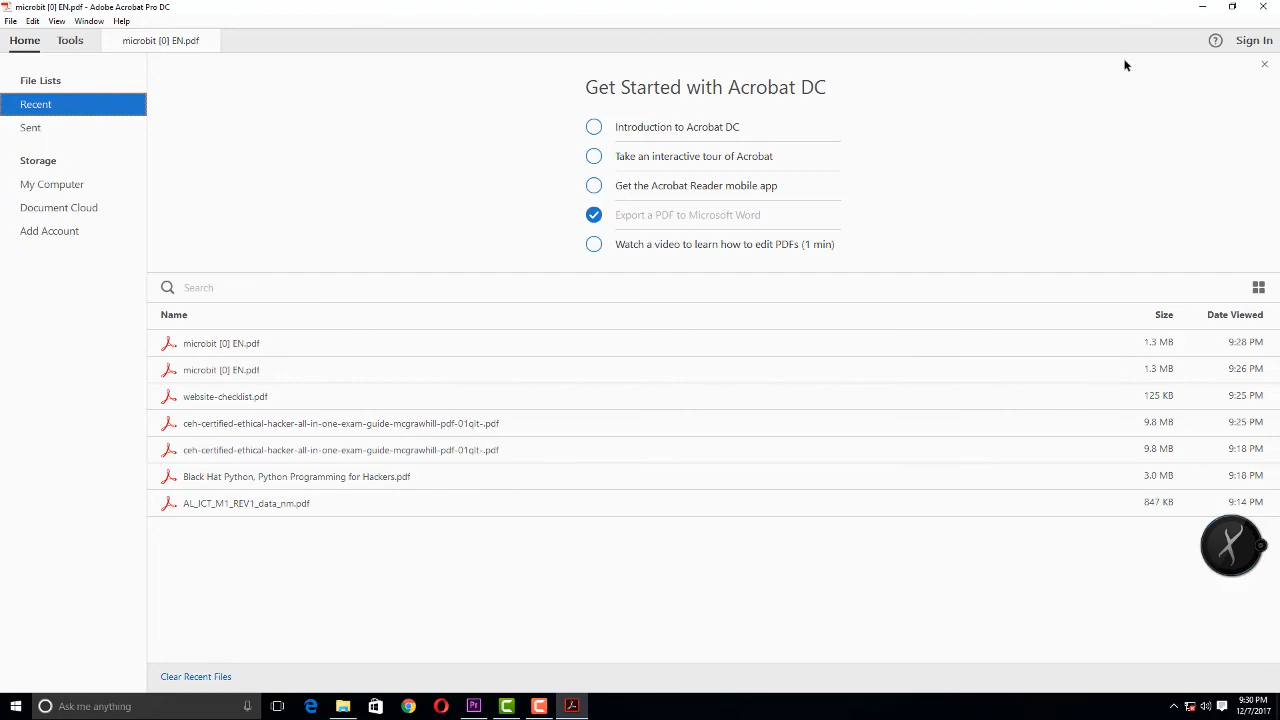 microbit [0] EN.pdf - Adobe Acrobat Pro DC
File Edit View Window Help
Home Tools microbit [0] EN.pdf ? Sign In
File Lists
Recent
Sent
Storage
My Computer
Document Cloud
Add Account
Get Started with Acrobat DC
Introduction to Acrobat DC
Take an interactive tour of Acrobat
Get the Acrobat Reader mobile app
Export a PDF to Microsoft Word
Watch a video to learn how to edit PDFs (1 min)
Search
Name Size Date Viewed
microbit [0] EN.pdf 1.3 MB 9:28 PM
microbit [0] EN.pdf 1.3 MB 9:26 PM
website-checklist.pdf 125 KB 9:25 PM
ceh-certified-ethical-hacker-all-in-one-exam-guide-mcgrawhill-pdf-01qlt-.pdf 9.8 MB 9:25 PM
ceh-certified-ethical-hacker-all-in-one-exam-guide-mcgrawhill-pdf-01qlt-.pdf 9.8 MB 9:18 PM
Black Hat Python, Python Programming for Hackers.pdf 3.0 MB 9:18 PM
AL_ICT_M1_REV1_data_nm.pdf 847 KB 9:14 PM
Clear Recent Files
Ask me anything
Pr C C
9:30 PM
12/7/2017